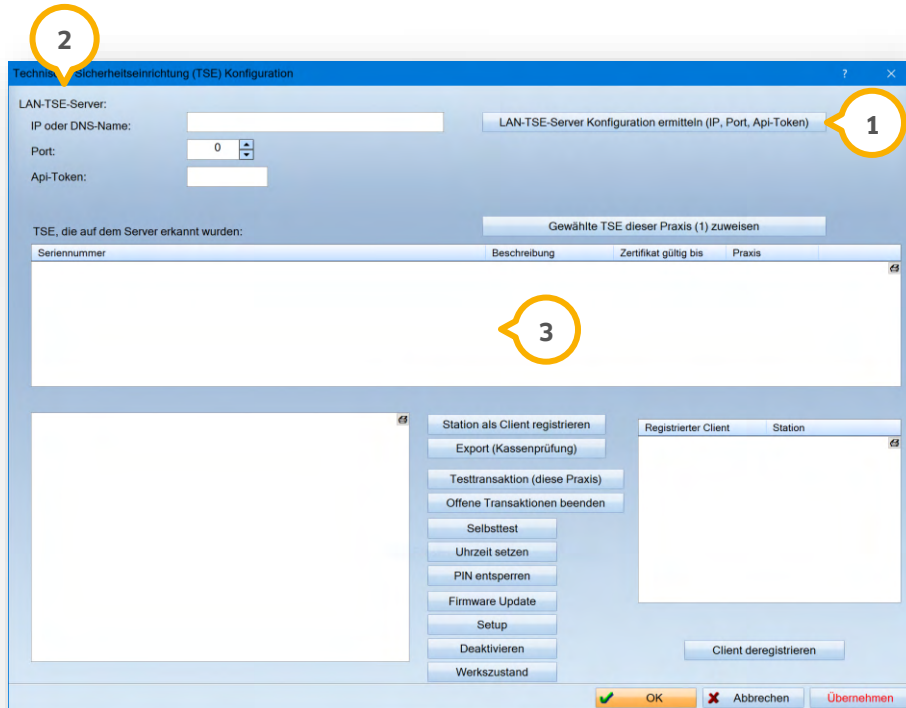 2
Technische Sicherheitseinrichtung (TSE) Konfiguration
?
LAN-TSE-Server:
IP oder DNS-Name:
LAN-TSE-Server Konfiguration ermitteln (IP, Port, Api-Token)
1
Port:
0
Api-Token:
Gewählte TSE dieser Praxis (1) zuweisen
TSE, die auf dem Server erkannt wurden:
Seriennummer Beschreibung Zertifikat gültig bis Praxis
3
Station als Client registrieren
Registrierter Client Station
Export (Kassenprüfung)
Testtransaktion (diese Praxis)
Offene Transaktionen beenden
Selbsttest
Uhrzeit setzen
PIN entsperren
Firmware Update
Setup
Deaktivieren
Client deregistrieren
Werkszustand
OK Abbrechen Übernehmen